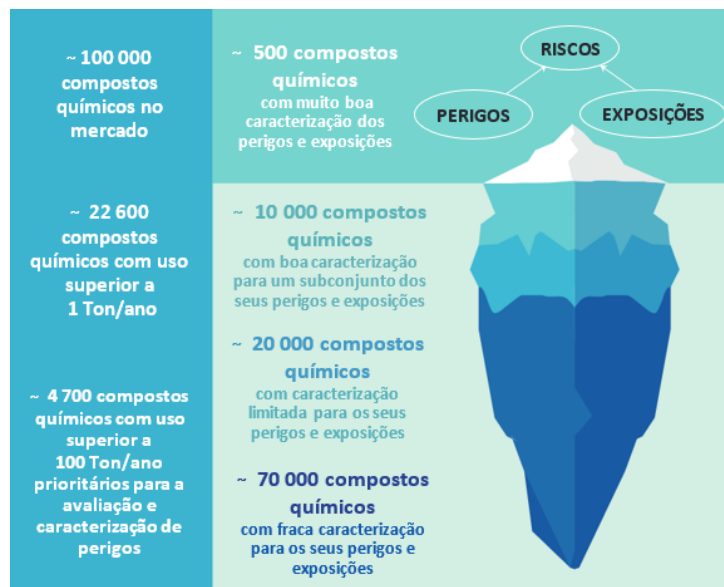 ~ 100 000
compostos
químicos no
mercado
~ 22 600
compostos
químicos com uso
superior a
1 Ton/ano
~ 4 700 compostos
químicos com uso
superior a
100 Ton/ano
prioritários para a
avaliação e
caracterização de
perigos
~ 500 compostos
químicos
com muito boa
caracterização dos
perigos e exposições
~ 10 000 compostos
químicos
com boa caracterização
para um subconjunto dos
seus perigos e exposições
~ 20 000 compostos
químicos
com caracterização
limitada para os seus
perigos e exposições
~ 70 000 compostos
químicos
com fraca caracterização
para os seus perigos e
exposições
RISCOS
PERIGOS
EXPOSIÇÕES